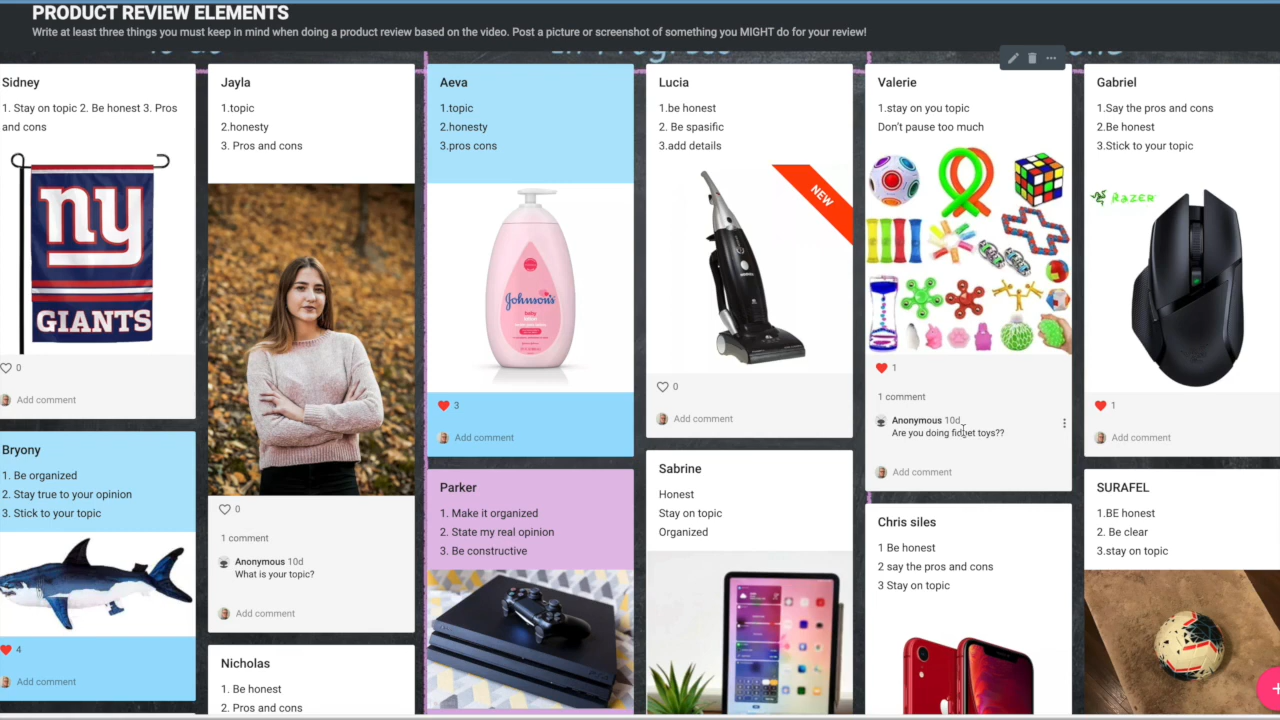 PRODUCT REVIEW ELEMENTS
Write at least three things you must keep in mind when doing a product review based on the video. Post a picture or screenshot of something you MIGHT do for your review!
Sidney
1. Stay on topic 2. Be honest 3. Pros
and cons
ny
GIANTS
0
Add comment
Bryony
1. Be organized
2. Stay true to your opinion
3. Stick to your topic
4
Add comment
Jayla
1.topic
2.honesty
3. Pros and cons
0
1 comment
Anonymous 10d
What is your topic?
Add comment
Nicholas
1. Be honest
2. Pros and cons
Aeva
1.topic
2.honesty
3.pros cons
Johnson's
baby
3
Add comment
Parker
1. Make it organized
2. State my real opinion
3. Be constructive
Lucia
1.be honest
2. Be spasific
3.add details
NEW
0
Add comment
Sabrine
Honest
Stay on topic
Organized
Valerie
1.stay on you topic
Don't pause too much
1
1 comment
Anonymous 10d
Are you doing fidget toys??
Add comment
Chris siles
1 Be honest
2 say the pros and cons
3 Stay on topic
Gabriel
1.Say the pros and cons
2.Be honest
3.Stick to your topic
RAZER
1
Add comment
SURAFEL
1.BE honest
2. Be clear
3.stay on topic